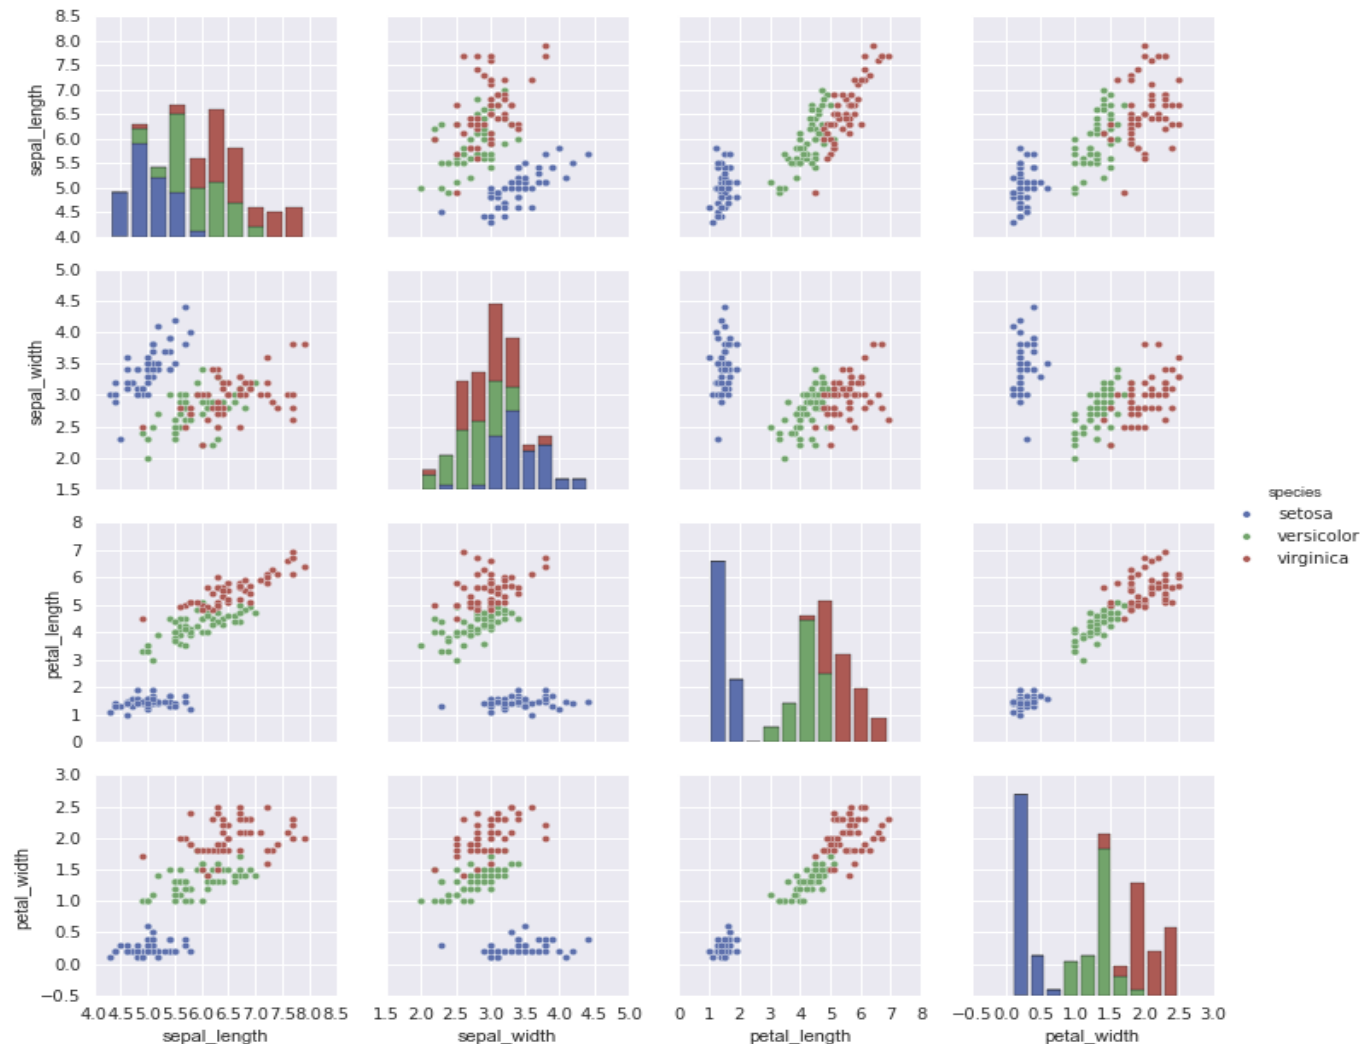 8.5
8.0
7.5
7.0
6.5
6.0
5.5
5.0
4.5
4.0
sepal_length
5.0
4.5
4.0
3.5
3.0
2.5
2.0
1.5
sepal_width
species
setosa
versicolor
virginica
8
7
6
5
4
3
2
1
0
petal_length
3.0
2.5
2.0
1.5
1.0
0.5
0.0
−0.5
petal_width
4.0 4.5 5.0 5.5 6.0 6.5 7.0 7.5 8.0 8.5
sepal_length
1.5 2.0 2.5 3.0 3.5 4.0 4.5 5.0
sepal_width
0 1 2 3 4 5 6 7 8
petal_length
−0.5 0.0 0.5 1.0 1.5 2.0 2.5 3.0
petal_width